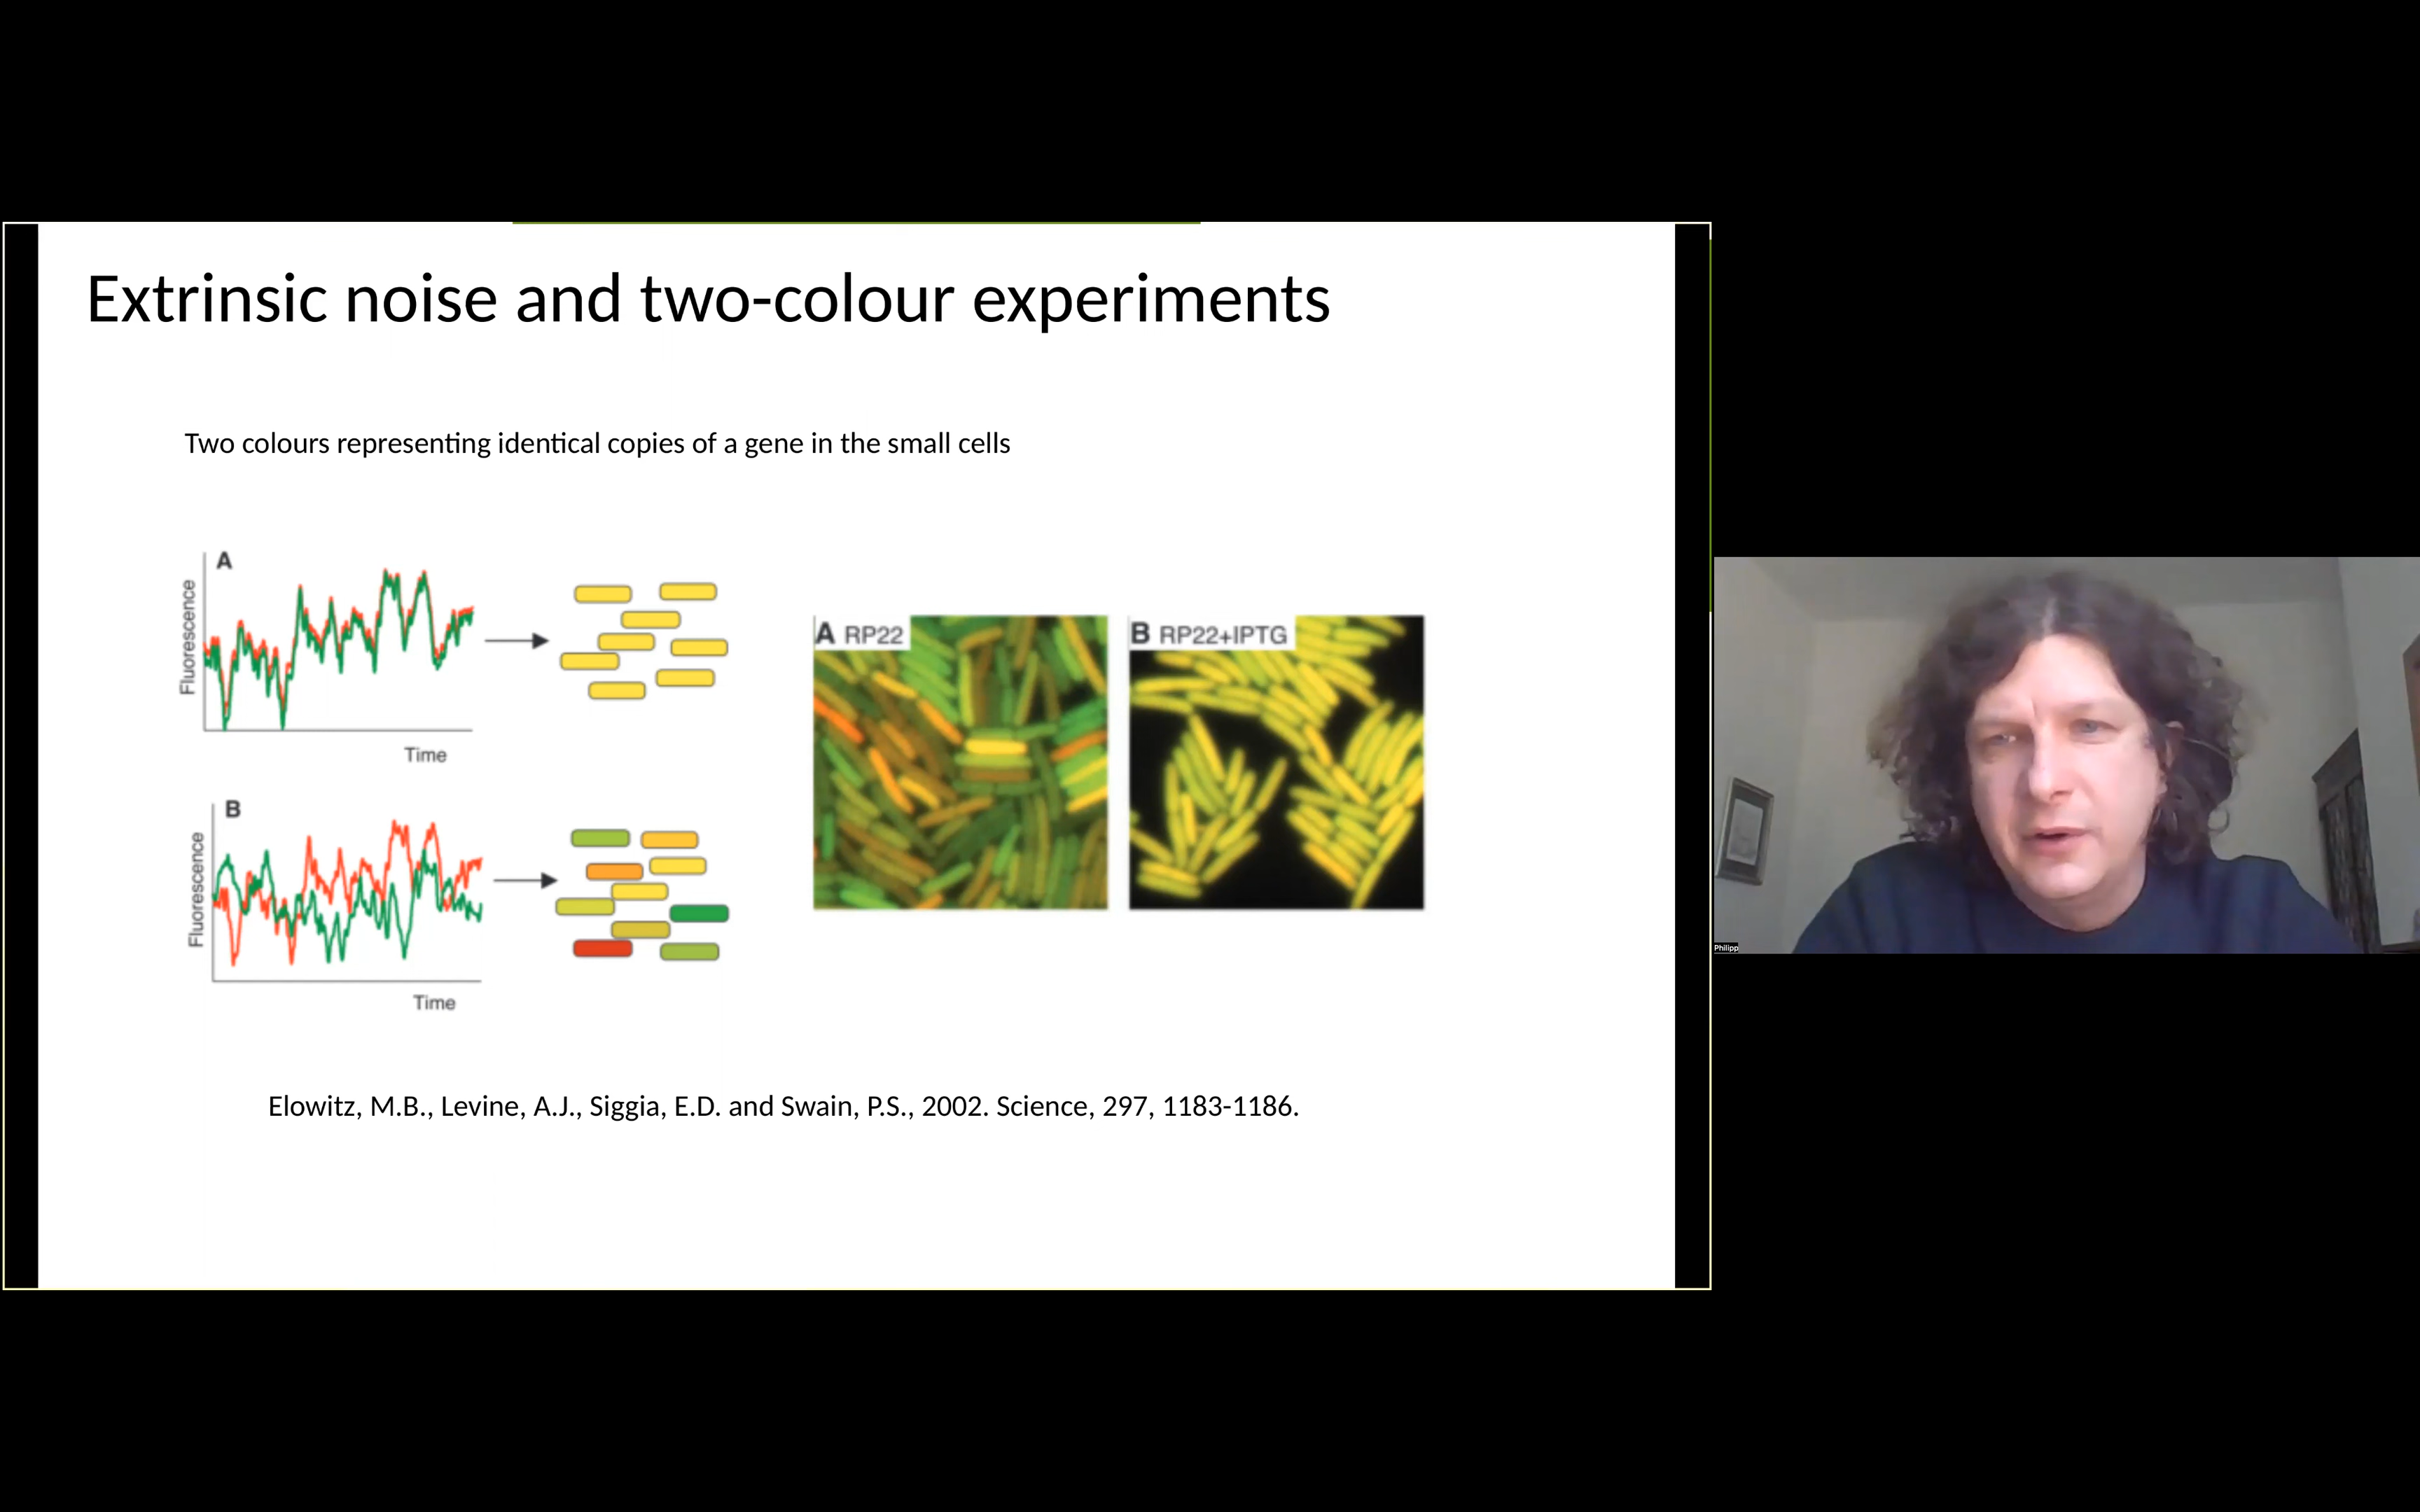 Extrinsic noise and two-colour experiments
Two colours representing identical copies of a gene in the small cells
A
Fluorescence
Time
B
Fluorescence
Time
A RP22
B RP22+IPTG
Elowitz, M.B., Levine, A.J., Siggia, E.D. and Swain, P.S., 2002. Science, 297, 1183-1186.
Philipp